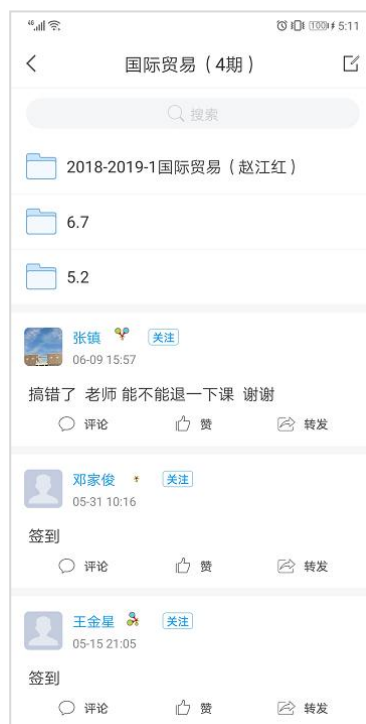 46 100 5:11
国际贸易（4期）
搜索
2018-2019-1国际贸易（赵江红）
6.7
5.2
张镇 关注
06-09 15:57
搞错了 老师 能不能退一下课 谢谢
评论 赞 转发
邓家俊 关注
05-31 10:16
签到
评论 赞 转发
王金星 关注
05-15 21:05
签到
评论 赞 转发